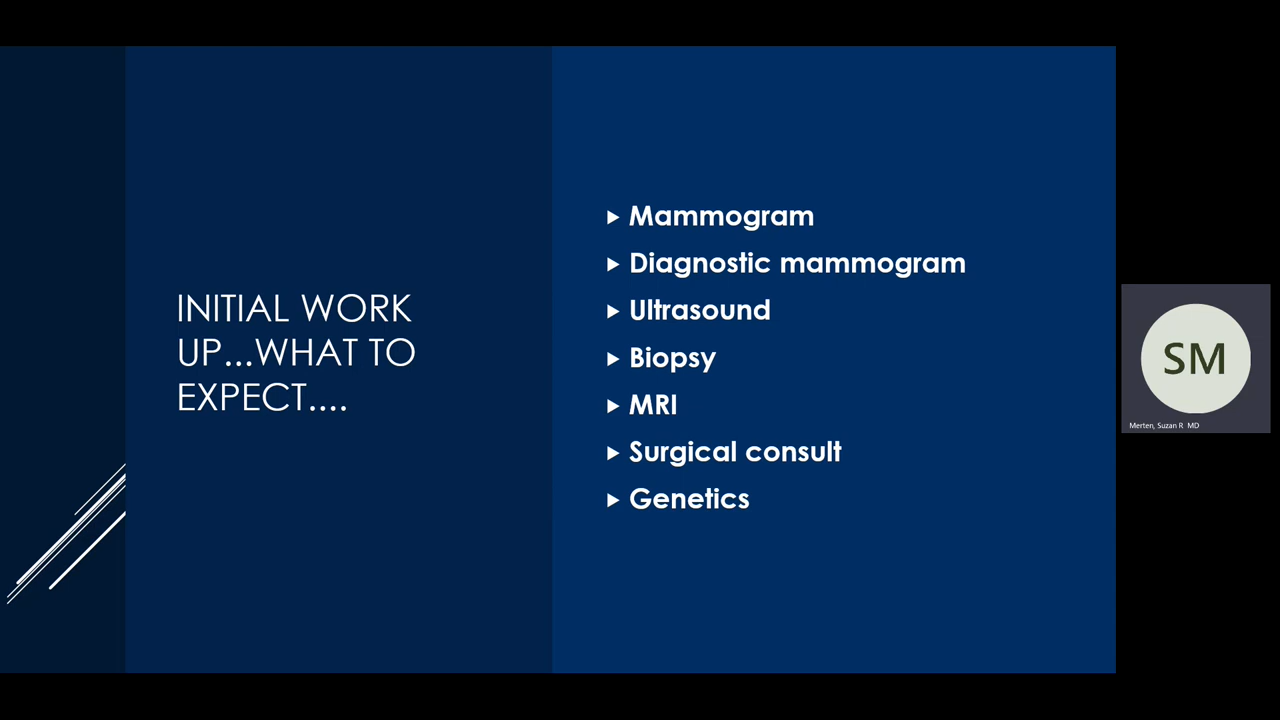 INITIAL WORK
UP...WHAT TO
EXPECT....
Mammogram
Diagnostic mammogram
Ultrasound
Biopsy
MRI
Surgical consult
Genetics
SM
Merten, Suzan R MD